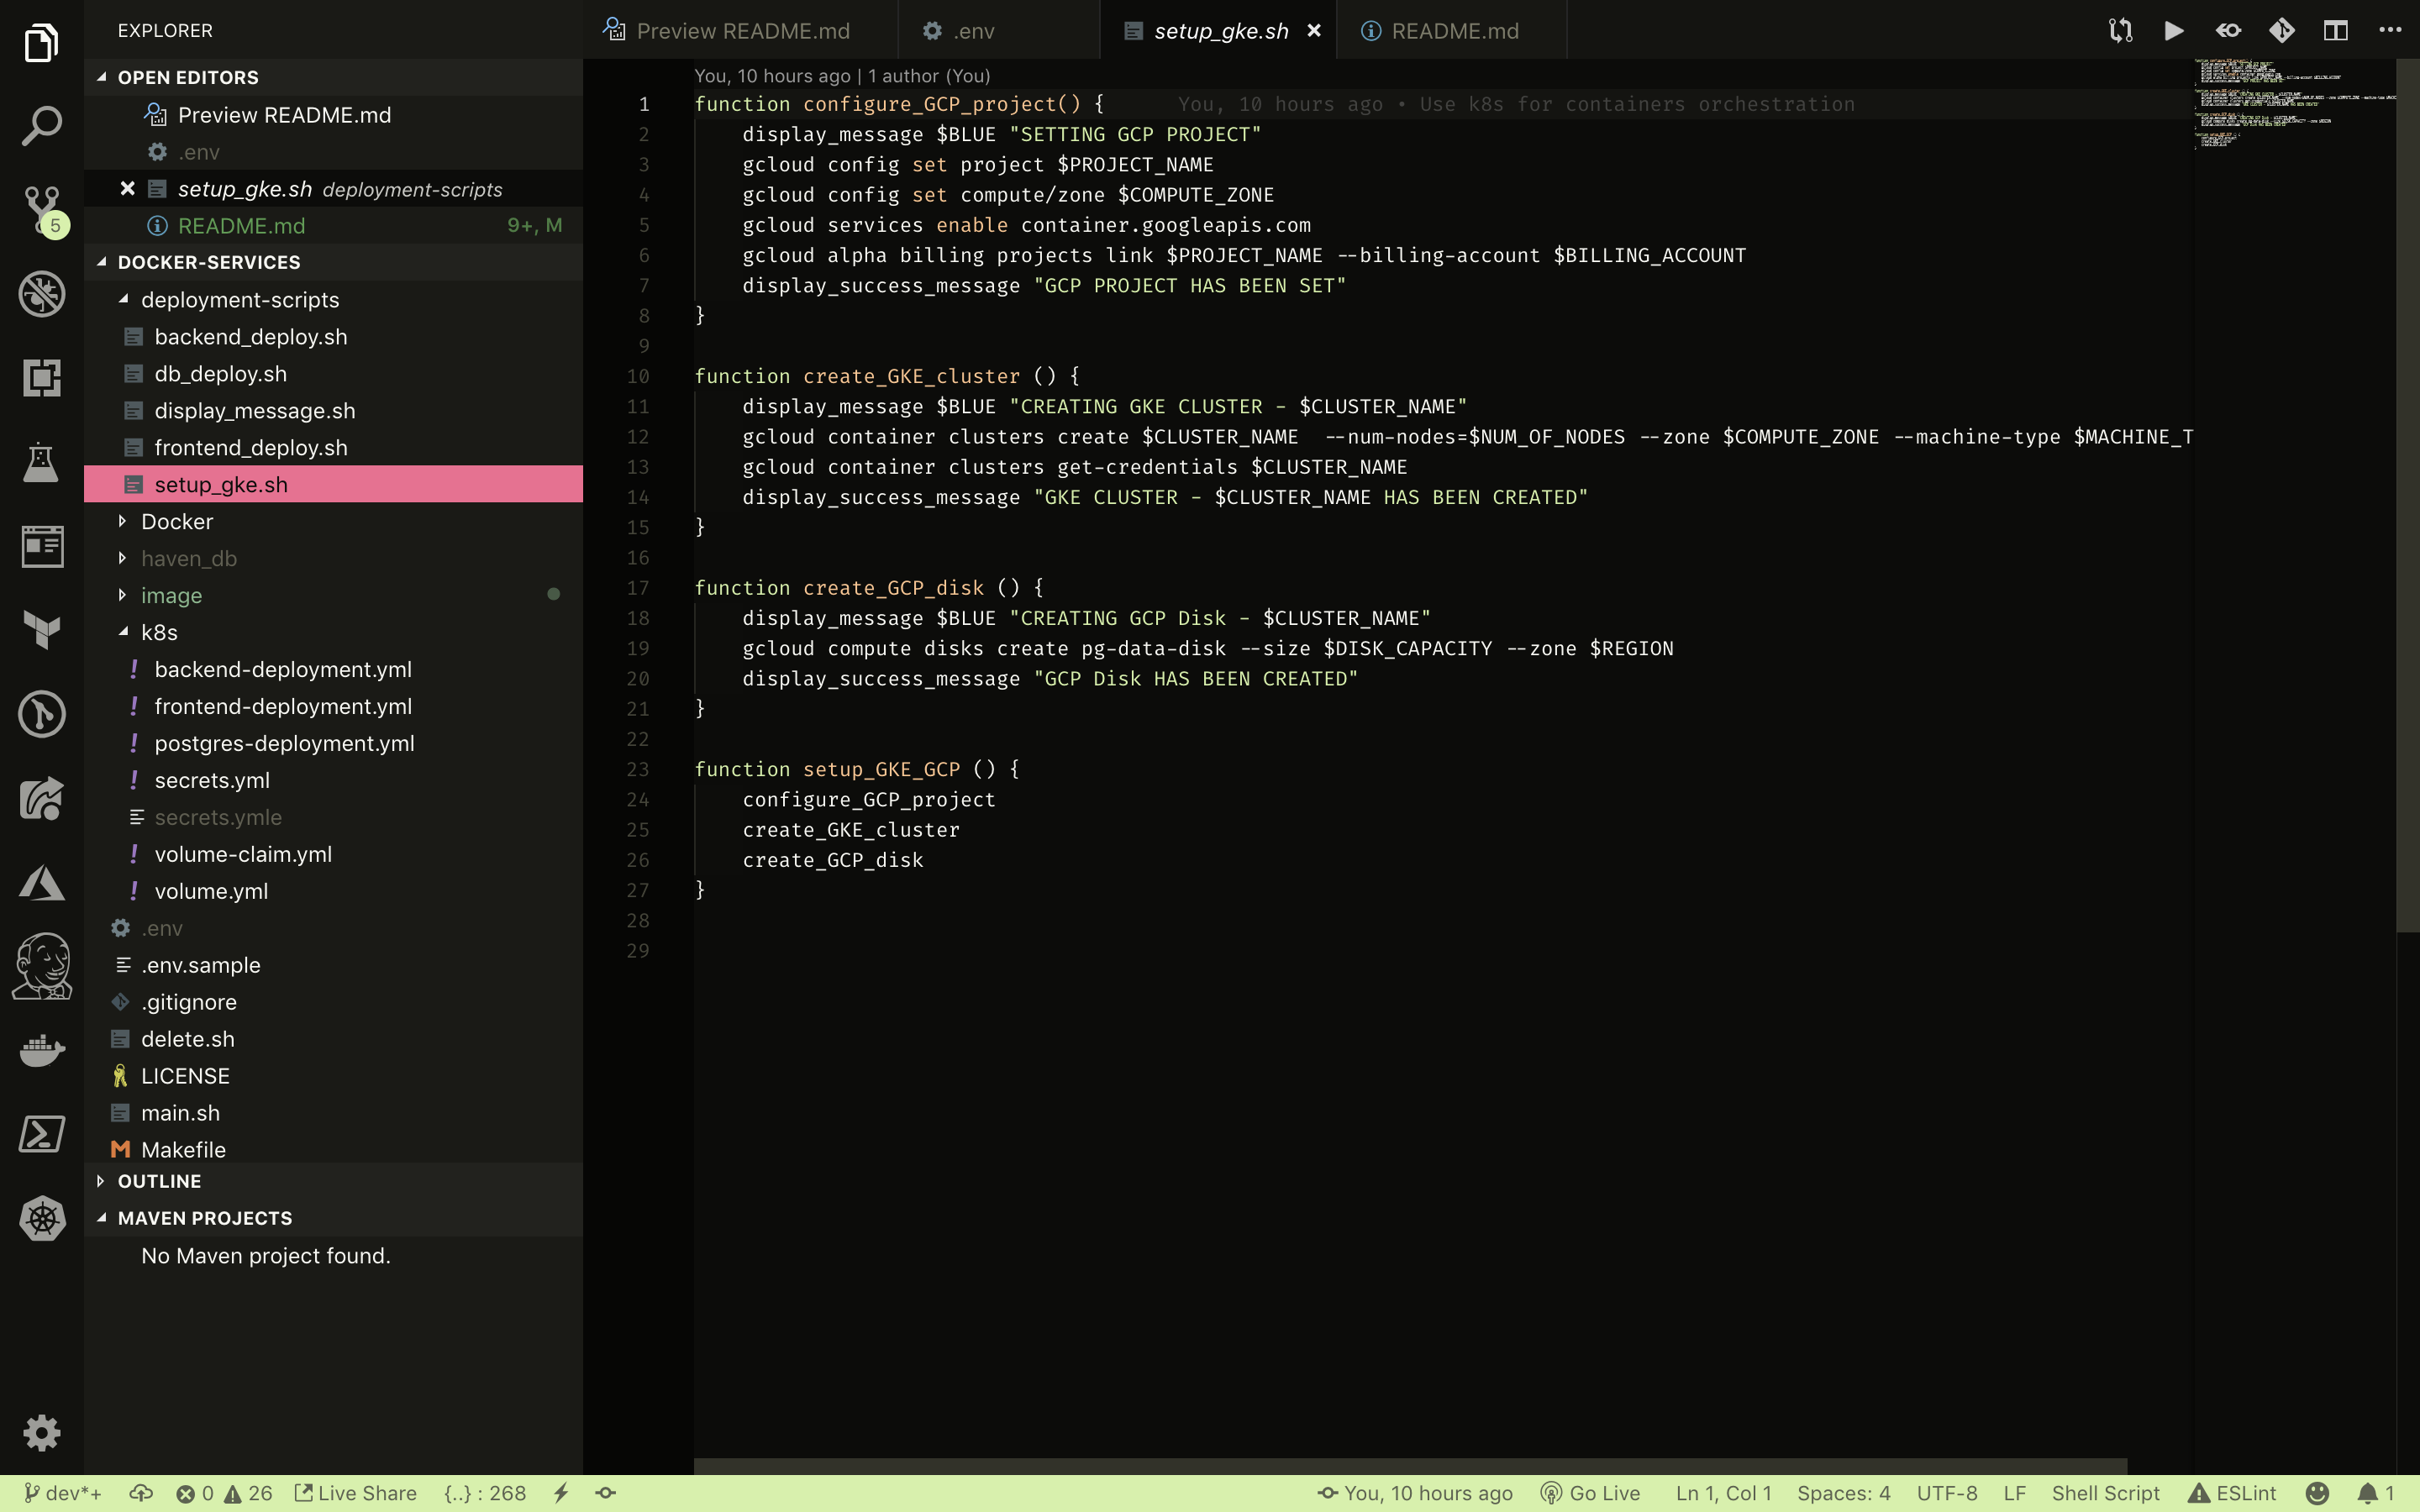 EXPLORER
OPEN EDITORS
Preview README.md
.env
setup_gke.sh deployment-scripts
README.md 9+, M
DOCKER-SERVICES
deployment-scripts
backend_deploy.sh
db_deploy.sh
display_message.sh
frontend_deploy.sh
setup_gke.sh
Docker
haven_db
image
k8s
! backend-deployment.yml
! frontend-deployment.yml
! postgres-deployment.yml
! secrets.yml
secrets.ymle
! volume-claim.yml
! volume.yml
.env
.env.sample
.gitignore
delete.sh
LICENSE
main.sh
M Makefile
OUTLINE
MAVEN PROJECTS
No Maven project found.
5
Preview README.md .env setup_gke.sh README.md
You, 10 hours ago | 1 author (You)
1 function configure_GCP_project() { You, 10 hours ago • Use k8s for containers orchestration
2 display_message $BLUE "SETTING GCP PROJECT"
3 gcloud config set project $PROJECT_NAME
4 gcloud config set compute/zone $COMPUTE_ZONE
5 gcloud services enable container.googleapis.com
6 gcloud alpha billing projects link $PROJECT_NAME --billing-account $BILLING_ACCOUNT
7 display_success_message "GCP PROJECT HAS BEEN SET"
8 }
9
10 function create_GKE_cluster () {
11 display_message $BLUE "CREATING GKE CLUSTER - $CLUSTER_NAME"
12 gcloud container clusters create $CLUSTER_NAME --num-nodes=$NUM_OF_NODES --zone $COMPUTE_ZONE --machine-type $MACHINE_T
13 gcloud container clusters get-credentials $CLUSTER_NAME
14 display_success_message "GKE CLUSTER - $CLUSTER_NAME HAS BEEN CREATED"
15 }
16
17 function create_GCP_disk () {
18 display_message $BLUE "CREATING GCP Disk - $CLUSTER_NAME"
19 gcloud compute disks create pg-data-disk --size $DISK_CAPACITY --zone $REGION
20 display_success_message "GCP Disk HAS BEEN CREATED"
21 }
22
23 function setup_GKE_GCP () {
24 configure_GCP_project
25 create_GKE_cluster
26 create_GCP_disk
27 }
28
29
dev*+ 0 26 Live Share {..} : 268 You, 10 hours ago Go Live Ln 1, Col 1 Spaces: 4 UTF-8 LF Shell Script ESLint 1